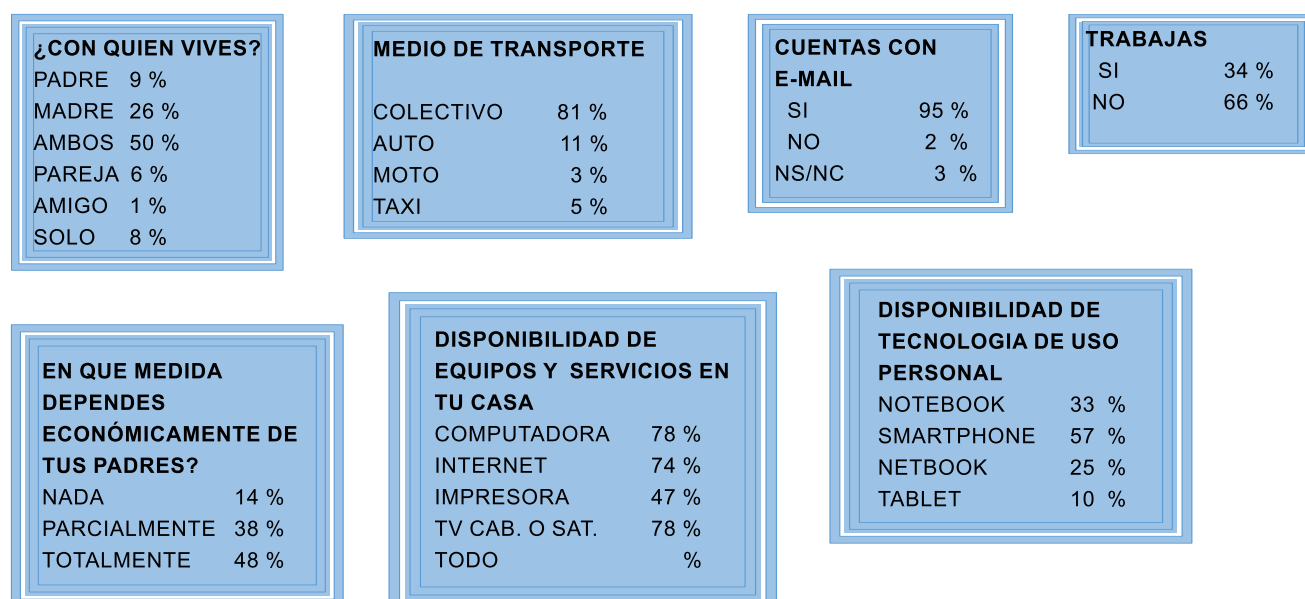 ¿CON QUIEN VIVES?
PADRE 9 %
MADRE 26 %
AMBOS 50 %
PAREJA 6 %
AMIGO 1 %
SOLO 8 %
MEDIO DE TRANSPORTE
COLECTIVO 81 %
AUTO 11 %
MOTO 3 %
TAXI 5 %
CUENTAS CON
E-MAIL
SI 95 %
NO 2 %
NS/NC 3 %
TRABAJAS
SI 34 %
NO 66 %
EN QUE MEDIDA
DEPENDES
ECONÓMICAMENTE DE
TUS PADRES?
NADA 14 %
PARCIALMENTE 38 %
TOTALMENTE 48 %
DISPONIBILIDAD DE
EQUIPOS Y SERVICIOS EN
TU CASA
COMPUTADORA 78 %
INTERNET 74 %
IMPRESORA 47 %
TV CAB. O SAT. 78 %
TODO %
DISPONIBILIDAD DE
TECNOLOGIA DE USO
PERSONAL
NOTEBOOK 33 %
SMARTPHONE 57 %
NETBOOK 25 %
TABLET 10 %